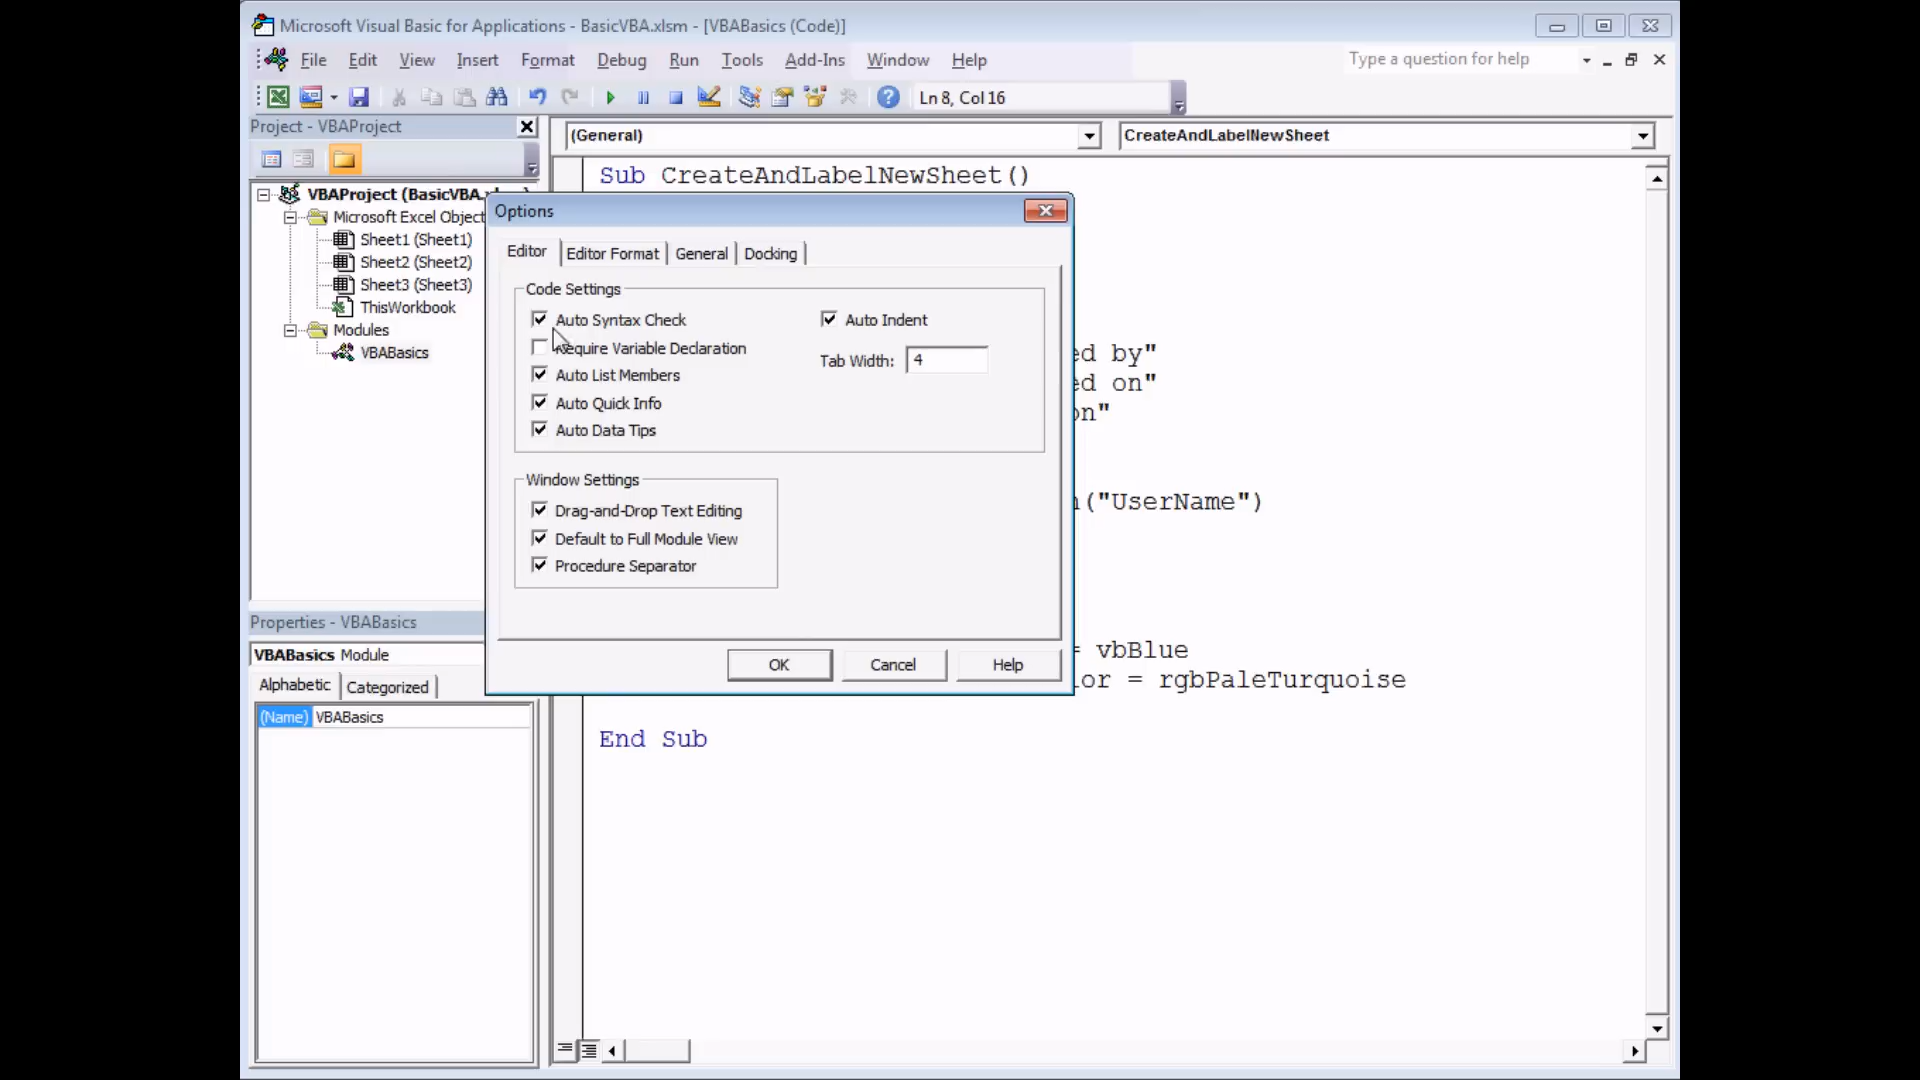 Microsoft Visual Basic for Applications - BasicVBA.xlsm - [VBABasics (Code)]
File Edit View Insert Format Debug Run Tools Add-Ins Window Help Type a question for help
Ln 8, Col 16
Project - VBAProject
(General) CreateAndLabelNewSheet
Sub CreateAndLabelNewSheet()
VBAProject (BasicVBA.
Microsoft Excel Object
Sheet1 (Sheet1)
Sheet2 (Sheet2)
Sheet3 (Sheet3)
ThisWorkbook
Modules
VBABasics
Options
Editor Editor Format General Docking
Code Settings
Auto Syntax Check Auto Indent
Require Variable Declaration
Tab Width: 4
Auto List Members
Auto Quick Info
Auto Data Tips
Window Settings
Drag-and-Drop Text Editing
Default to Full Module View
Procedure Separator
OK Cancel Help
ed by"
ed on"
on"
("UserName")
= vbBlue
or = rgbPaleTurquoise
End Sub
Properties - VBABasics
VBABasics Module
Alphabetic Categorized
(Name) VBABasics